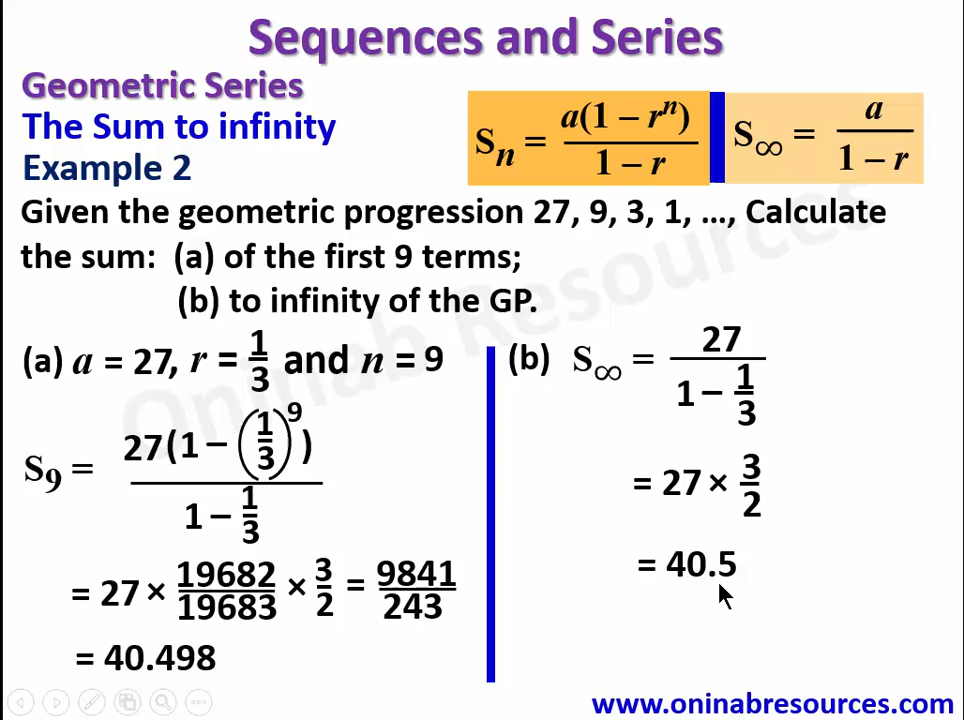 Sequences and Series
Geometric Series
The Sum to infinity
Example 2
Sₙ = a(1 – rⁿ) / 1 – r
S∞ = a / 1 – r
Given the geometric progression 27, 9, 3, 1, ..., Calculate
the sum: (a) of the first 9 terms;
(b) to infinity of the GP.
(a) a = 27, r = 1/3 and n = 9
S₉ = 27(1 – (1/3)⁹) / 1 – 1/3
= 27 × 19682/19683 × 3/2 = 9841/243
= 40.498
(b) S∞ = 27 / 1 – 1/3
= 27 × 3/2
= 40.5
Oninab Resources
www.oninabresources.com